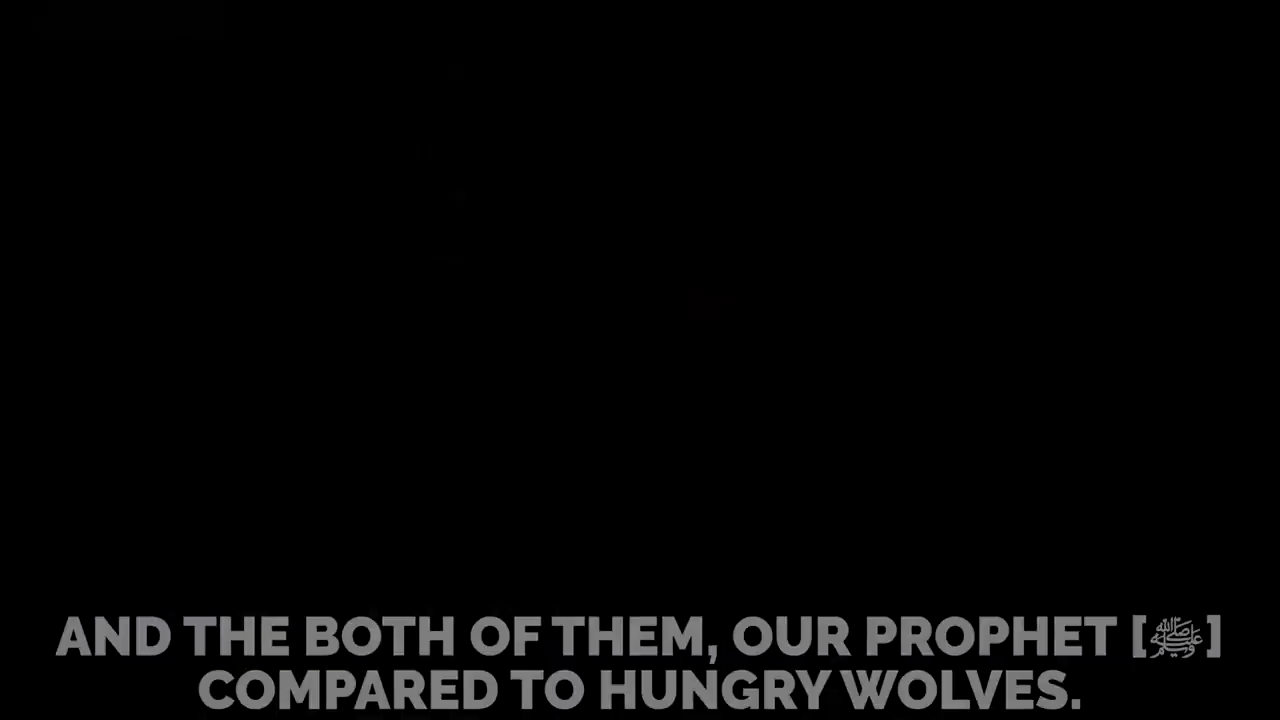 AND THE BOTH OF THEM, OUR PROPHET [ﷺ]
COMPARED TO HUNGRY WOLVES.